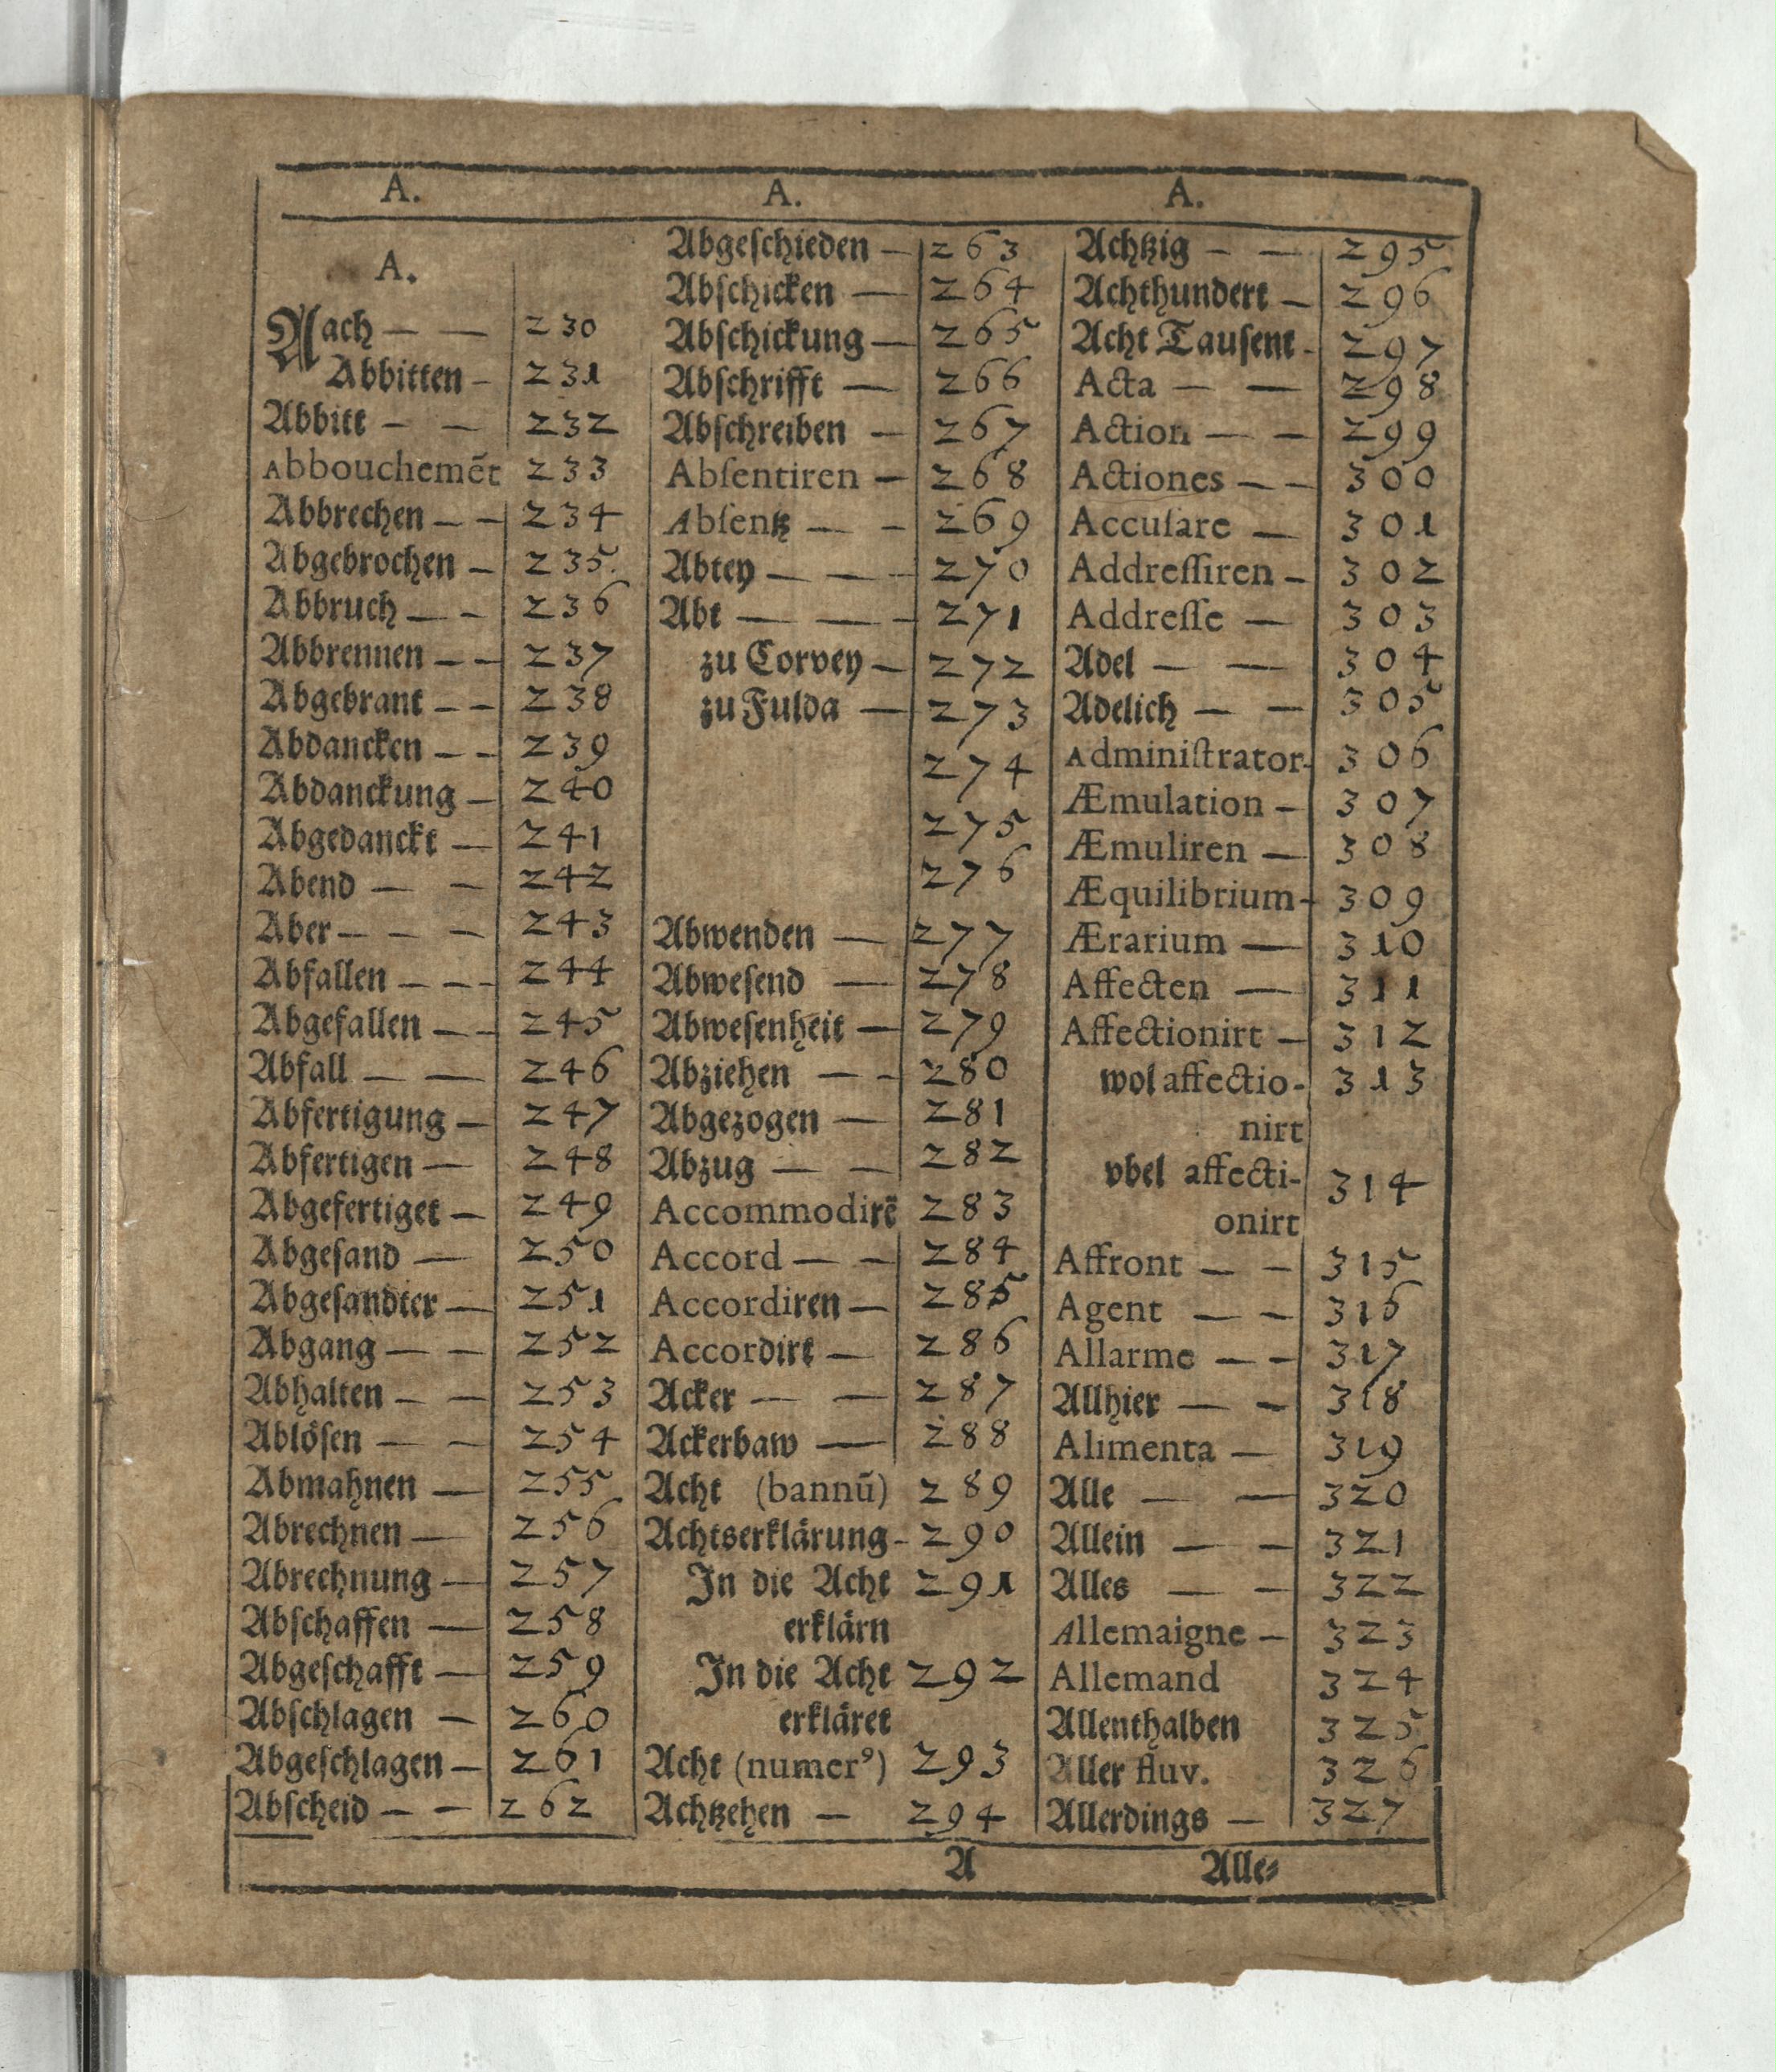 A. A. A.
A.
Aach — — 230
Abbitten – 231
Abbitt – – 232
Abbouchemẽt 233
Abbrechen – – 234
Abgebrochen – 235.
Abbruch — – 236
Abbrennen – – 237
Abgebrant – – 238
Abdancken – – 239
Abdanckung – 240
Abgedanckt — 241
Abend — – 242
Aber – – – 243
Abfallen – – – 244
Abgefallen – – 245
Abfall — — 246
Abfertigung – 247
Abfertigen — 248
Abgefertiget – 249
Abgesand — 250
Abgesandter — 251
Abgang — – 252
Abhalten – – 253
Ablösen — – 254
Abmahnen — 255
Abrechnen — 256
Abrechnung — 257
Abschaffen — 258
Abgeschafft — 259
Abschlagen – 260
Abgeschlagen – 261
Abscheid – – 262
Abgeschieden – 263
Abschicken — 264
Abschickung – 265
Abschrifft — 266
Abschreiben – 267
Abſentiren – 268
Abſentz — – 269
Abtey — — – 270
Abt — — – 271
zu Corvey – 272
zu Fulda — 273
274
275
276
Abwenden — 277
Abwesend — 278
Abwesenheit — 279
Abziehen — – 280
Abgezogen — 281
Abzug — — 282
Accommodirẽ 283
Accord — – 284
Accordiren — 285
Accordirt — 286
Acker — — 287
Ackerbaw — 288
Acht (bannũ) 289
Achtserklärung – 290
In die Acht 291
erklärn
In die Acht 292
erkläret
Acht (numerꝰ) 293
Achtzehen – 294
Achtzig – — 295
Achthundert – 296
Acht Tausent – 297
Acta — — 298
Action — – 299
Actiones – – 300
Accuſare — 301
Addreſſiren – 302
Addreſſe — 303
Adel — — 304
Adelich — — 305
Adminiſtrator – 306
Æmulation – 307
Æmuliren — 308
Æquilibrium – 309
Ærarium — 310
Affecten — 311
Affectionirt – 312
wol affectio- 313
nirt
vbel affecti- 314
onirt
Affront — – 315
Agent — – 316
Allarme — – 317
Allhier — – 318
Alimenta — 319
Alle — — 320
Allein — – 321
Alles — – 322
Allemaigne – 323
Allemand 324
Allenthalben 325
Aller fluv. 326
Allerdings – 327
A Alle⸗